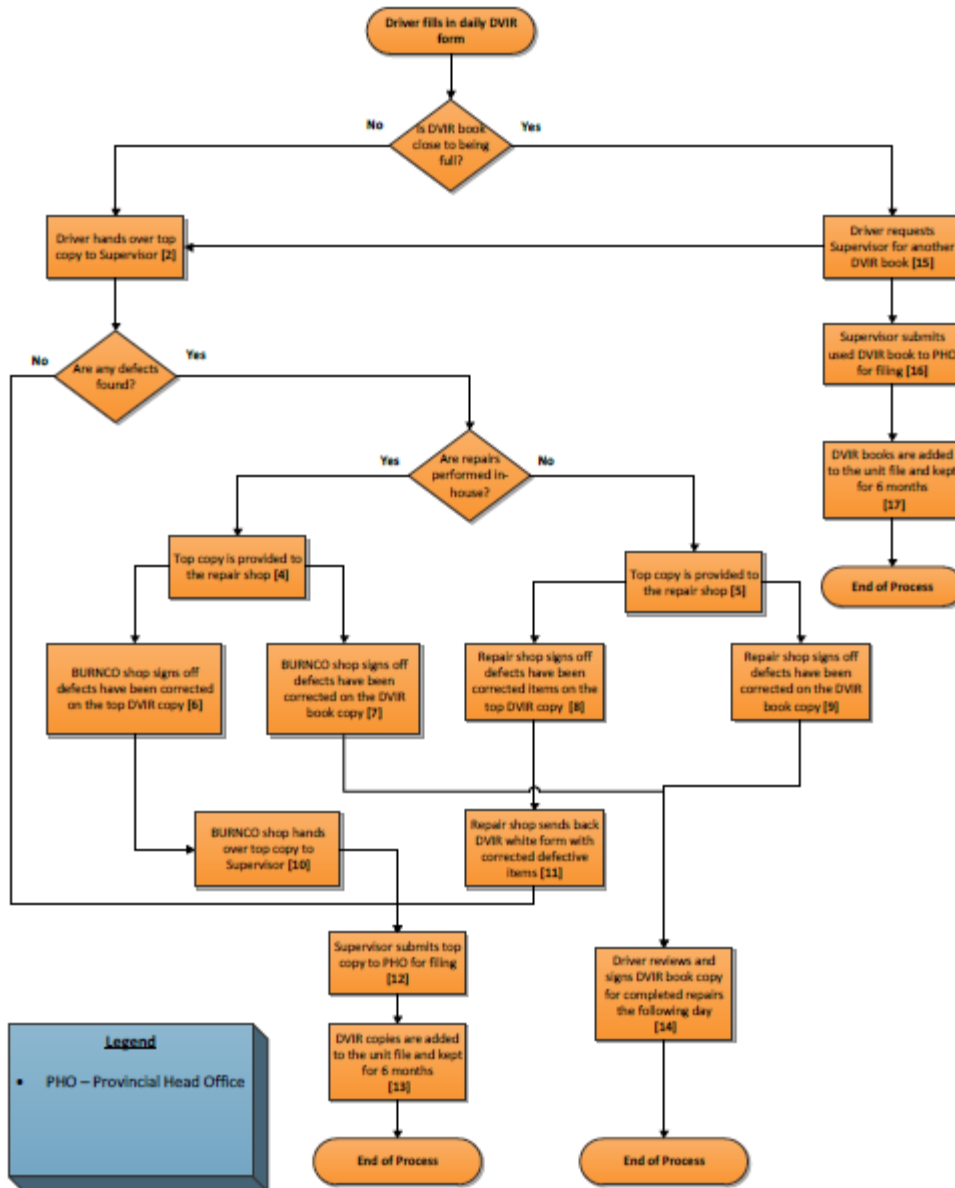 Driver fills in daily DVIR
form
No
Yes
Is DVIR book
close to being
full?
Driver hands over top
copy to Supervisor [2]
Driver requests
Supervisor for another
DVIR book [15]
No
Yes
Are any defects
found?
Supervisor submits
used DVIR book to PHO
for filing [16]
Yes
No
Are repairs
performed in-
house?
DVIR books are added
to the unit file and kept
for 6 months
[17]
Top copy is provided to
the repair shop [4]
Top copy is provided to
the repair shop [5]
End of Process
BURNCO shop signs off
defects have been corrected
on the top DVIR copy [6]
BURNCO shop signs off
defects have been
corrected on the DVIR
book copy [7]
Repair shop signs off
defects have been
corrected items on the
top DVIR copy [8]
Repair shop signs off
defects have been
corrected on the DVIR
book copy [9]
BURNCO shop hands
over top copy to
Supervisor [10]
Repair shop sends back
DVIR white form with
corrected defective
items [11]
Supervisor submits top
copy to PHO for filing
[12]
Driver reviews and
signs DVIR book copy
for completed repairs
the following day
[14]
DVIR copies are added
to the unit file and kept
for 6 months
[13]
Legend
• PHO – Provincial Head Office
End of Process
End of Process